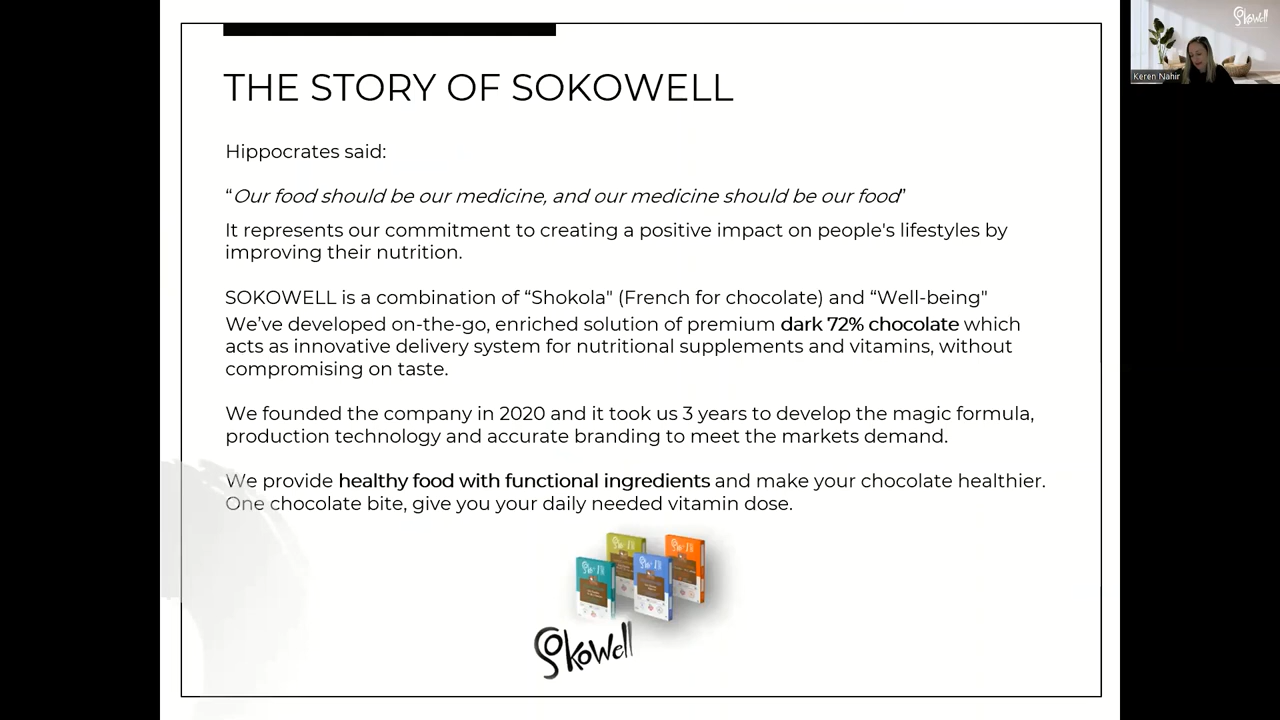 THE STORY OF SOKOWELL
Hippocrates said:
“Our food should be our medicine, and our medicine should be our food”
It represents our commitment to creating a positive impact on people's lifestyles by
improving their nutrition.
SOKOWELL is a combination of “Shokola" (French for chocolate) and “Well-being"
We’ve developed on-the-go, enriched solution of premium dark 72% chocolate which
acts as innovative delivery system for nutritional supplements and vitamins, without
compromising on taste.
We founded the company in 2020 and it took us 3 years to develop the magic formula,
production technology and accurate branding to meet the markets demand.
We provide healthy food with functional ingredients and make your chocolate healthier.
One chocolate bite, give you your daily needed vitamin dose.
SoKoWell
SoKoWell
Keren Nahir